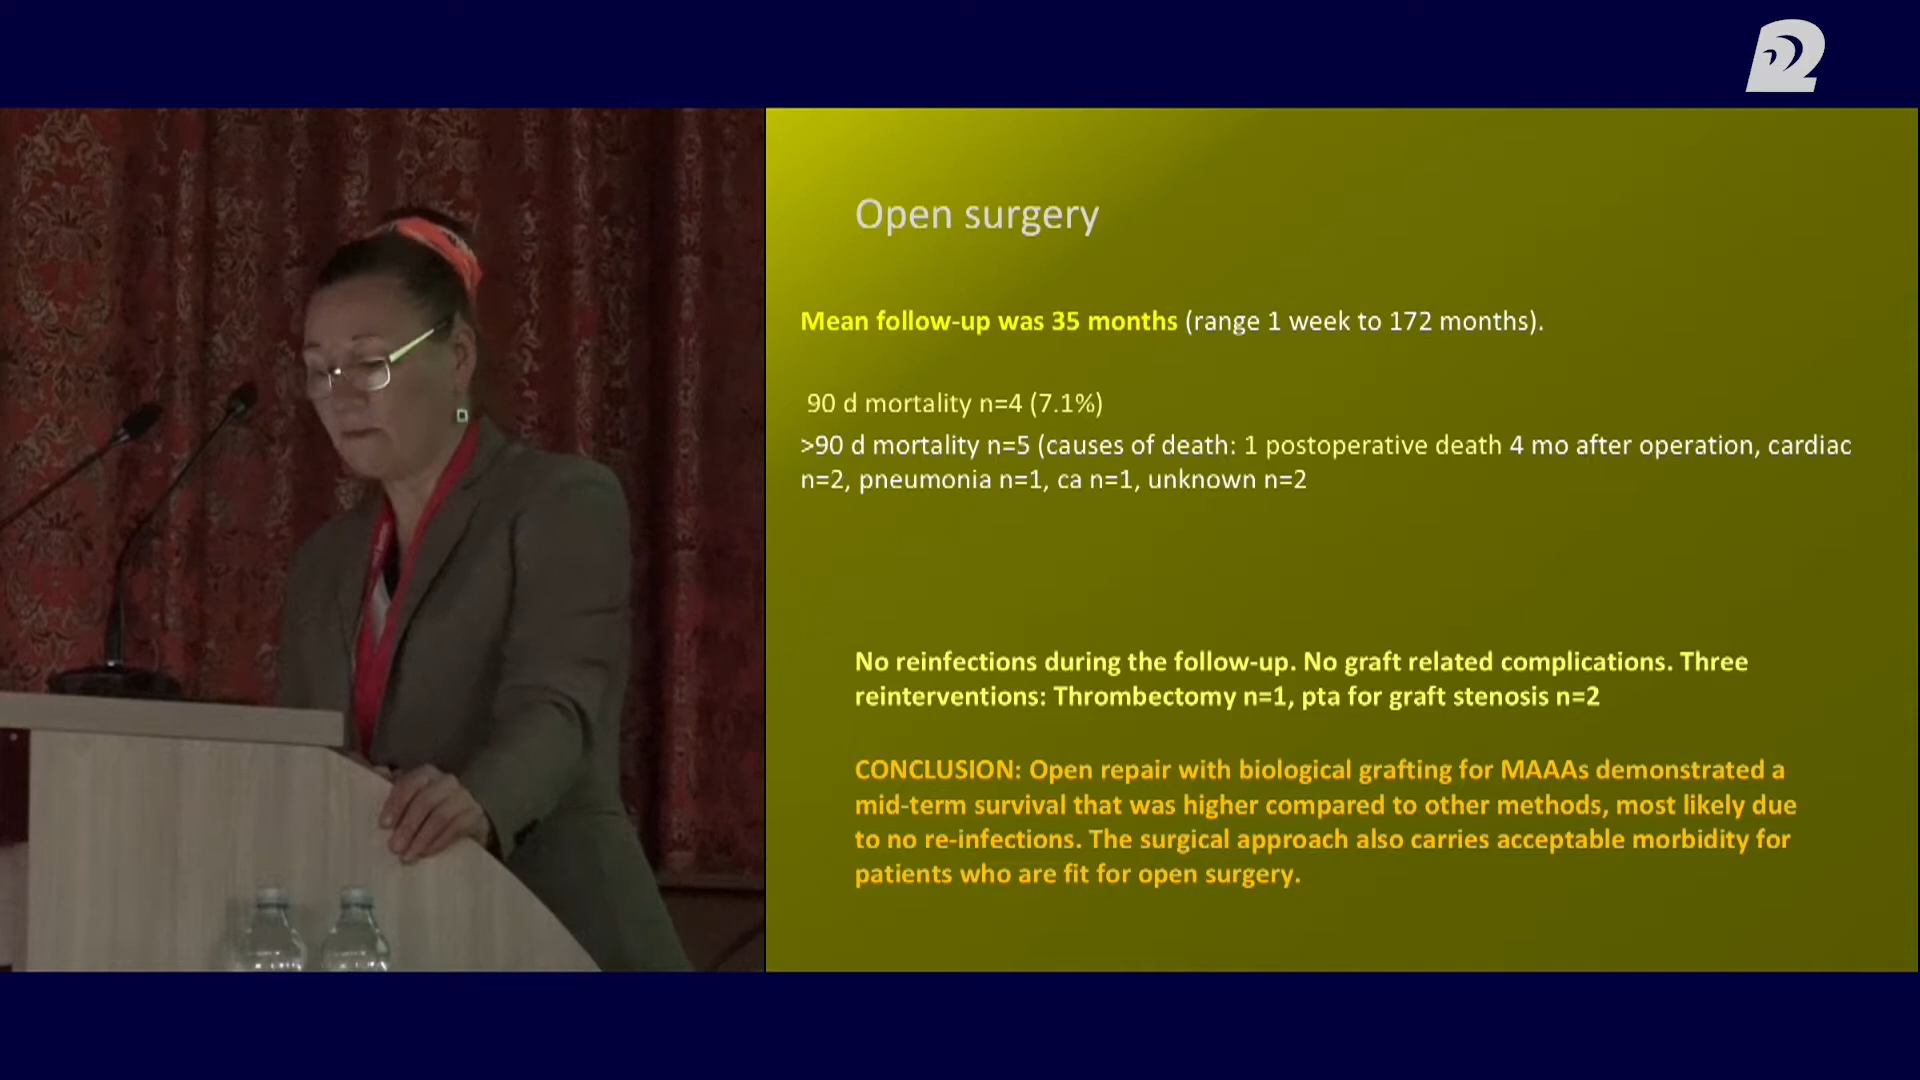 Open surgery
Mean follow-up was 35 months (range 1 week to 172 months).
90 d mortality n=4 (7.1%)
>90 d mortality n=5 (causes of death: 1 postoperative death 4 mo after operation, cardiac
n=2, pneumonia n=1, ca n=1, unknown n=2
No reinfections during the follow-up. No graft related complications. Three
reinterventions: Thrombectomy n=1, pta for graft stenosis n=2
CONCLUSION: Open repair with biological grafting for MAAAs demonstrated a
mid-term survival that was higher compared to other methods, most likely due
to no re-infections. The surgical approach also carries acceptable morbidity for
patients who are fit for open surgery.